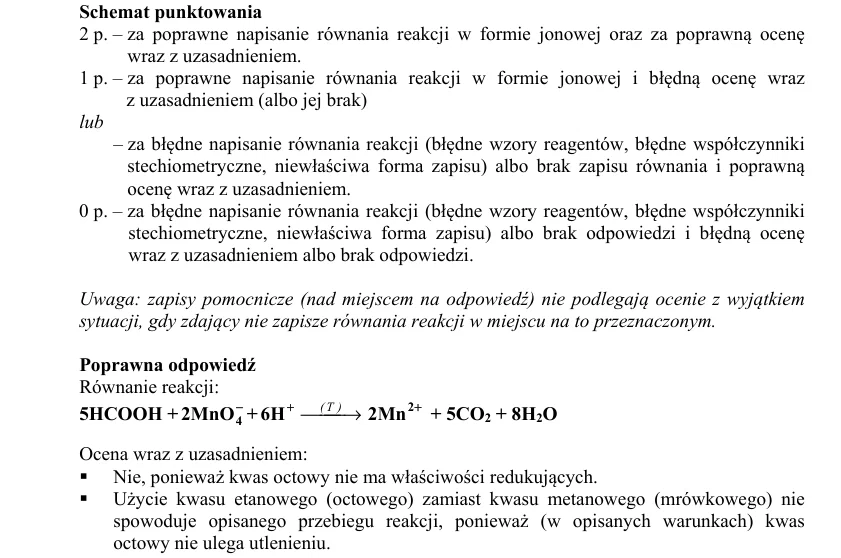 Schemat punktowania
2 p. – za poprawne napisanie równania reakcji w formie jonowej oraz za poprawną ocenę
wraz z uzasadnieniem.
1 p. – za poprawne napisanie równania reakcji w formie jonowej i błędną ocenę wraz
z uzasadnieniem (albo jej brak)
lub
– za błędne napisanie równania reakcji (błędne wzory reagentów, błędne współczynniki
stechiometryczne, niewłaściwa forma zapisu) albo brak zapisu równania i poprawną
ocenę wraz z uzasadnieniem.
0 p. – za błędne napisanie równania reakcji (błędne wzory reagentów, błędne współczynniki
stechiometryczne, niewłaściwa forma zapisu) albo brak odpowiedzi i błędną ocenę
wraz z uzasadnieniem albo brak odpowiedzi.
Uwaga: zapisy pomocnicze (nad miejscem na odpowiedź) nie podlegają ocenie z wyjątkiem
sytuacji, gdy zdający nie zapisze równania reakcji w miejscu na to przeznaczonym.
Poprawna odpowiedź
Równanie reakcji:
5HCOOH + 2MnO₄⁻ + 6H⁺ —(T)→ 2Mn²⁺ + 5CO₂ + 8H₂O
Ocena wraz z uzasadnieniem:
▪ Nie, ponieważ kwas octowy nie ma właściwości redukujących.
▪ Użycie kwasu etanowego (octowego) zamiast kwasu metanowego (mrówkowego) nie
spowoduje opisanego przebiegu reakcji, ponieważ (w opisanych warunkach) kwas
octowy nie ulega utlenieniu.